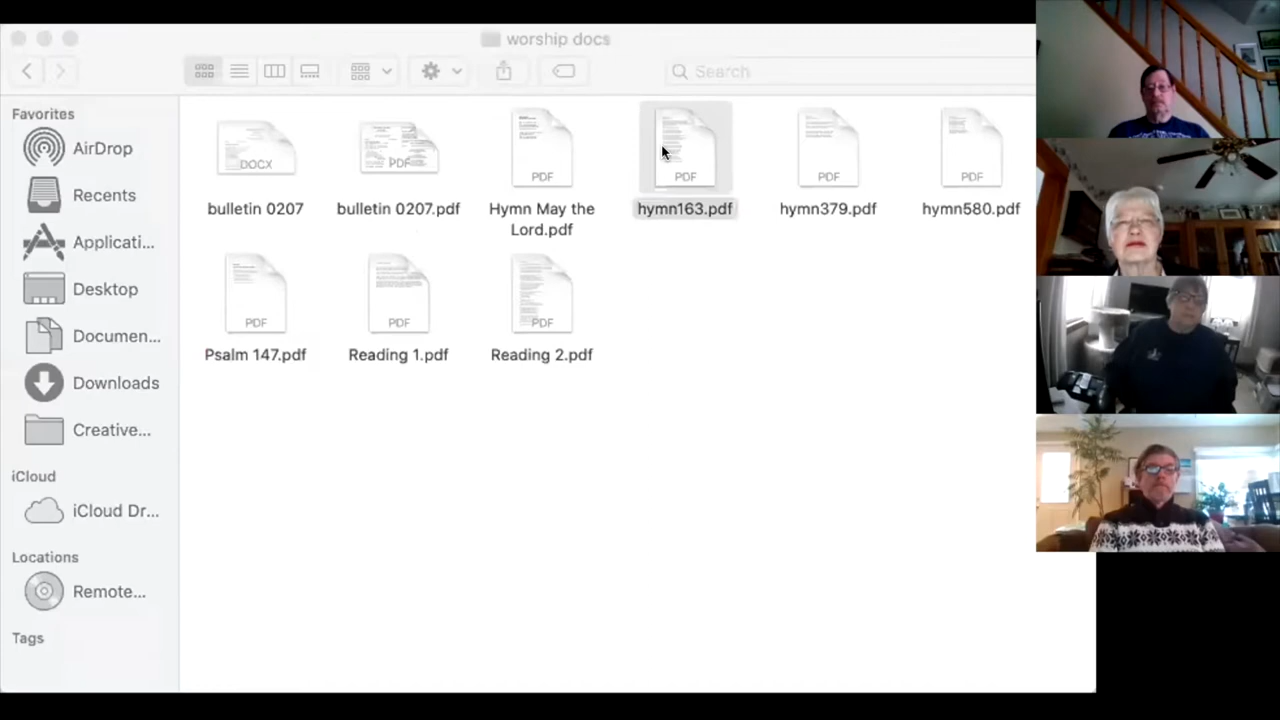 worship docs
Search
Favorites
AirDrop
Recents
Applicati...
Desktop
Documen...
Downloads
Creative...
iCloud
iCloud Dr...
Locations
Remote...
Tags
DOCX
PDF
PDF
PDF
PDF
PDF
bulletin 0207
bulletin 0207.pdf
Hymn May the
Lord.pdf
hymn163.pdf
hymn379.pdf
hymn580.pdf
PDF
PDF
PDF
Psalm 147.pdf
Reading 1.pdf
Reading 2.pdf